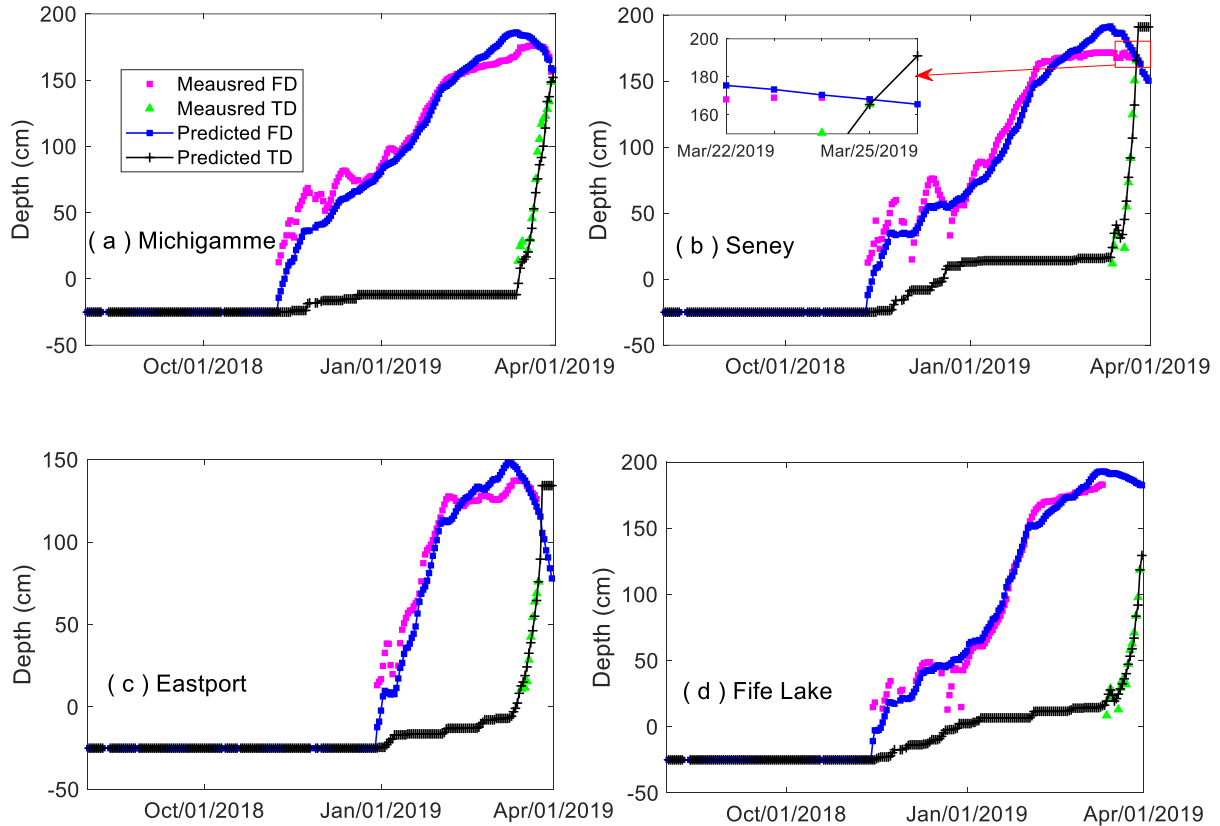 200
150
100
50
0
-50
Depth (cm)
Meausred FD
Meausred TD
Predicted FD
Predicted TD
( a ) Michigamme
Oct/01/2018
Jan/01/2019
Apr/01/2019
200
150
100
50
0
-50
Depth (cm)
200
180
160
Mar/22/2019
Mar/25/2019
( b ) Seney
Oct/01/2018
Jan/01/2019
Apr/01/2019
150
100
50
0
-50
Depth (cm)
( c ) Eastport
Oct/01/2018
Jan/01/2019
Apr/01/2019
200
150
100
50
0
-50
Depth (cm)
( d ) Fife Lake
Oct/01/2018
Jan/01/2019
Apr/01/2019